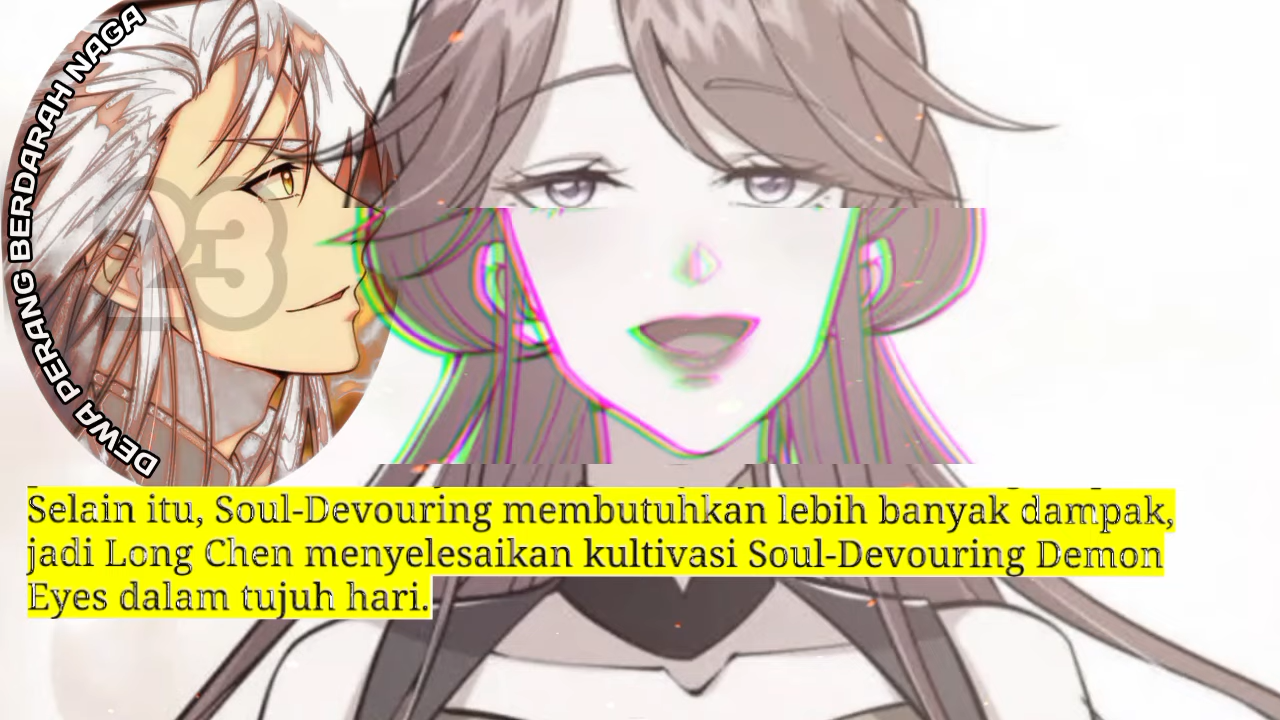 DEWA PERANG BERDARAH NAGA
23
Selain itu, Soul-Devouring membutuhkan lebih banyak dampak,
jadi Long Chen menyelesaikan kultivasi Soul-Devouring Demon
Eyes dalam tujuh hari.